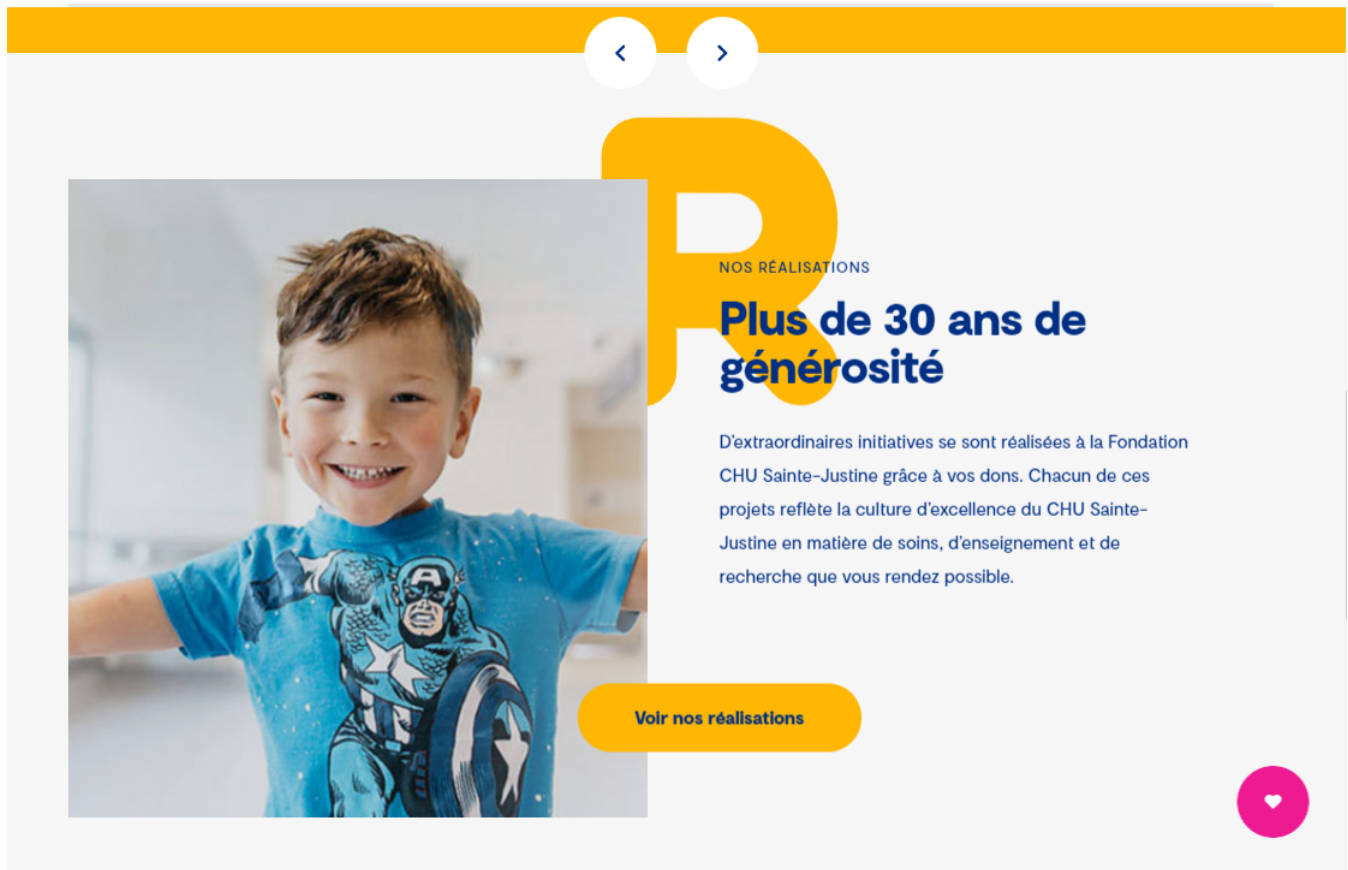 R
NOS RÉALISATIONS
Plus de 30 ans de
générosité
D'extraordinaires initiatives se sont réalisées à la Fondation
CHU Sainte-Justine grâce à vos dons. Chacun de ces
projets reflète la culture d'excellence du CHU Sainte-
Justine en matière de soins, d'enseignement et de
recherche que vous rendez possible.
A
Voir nos réalisations